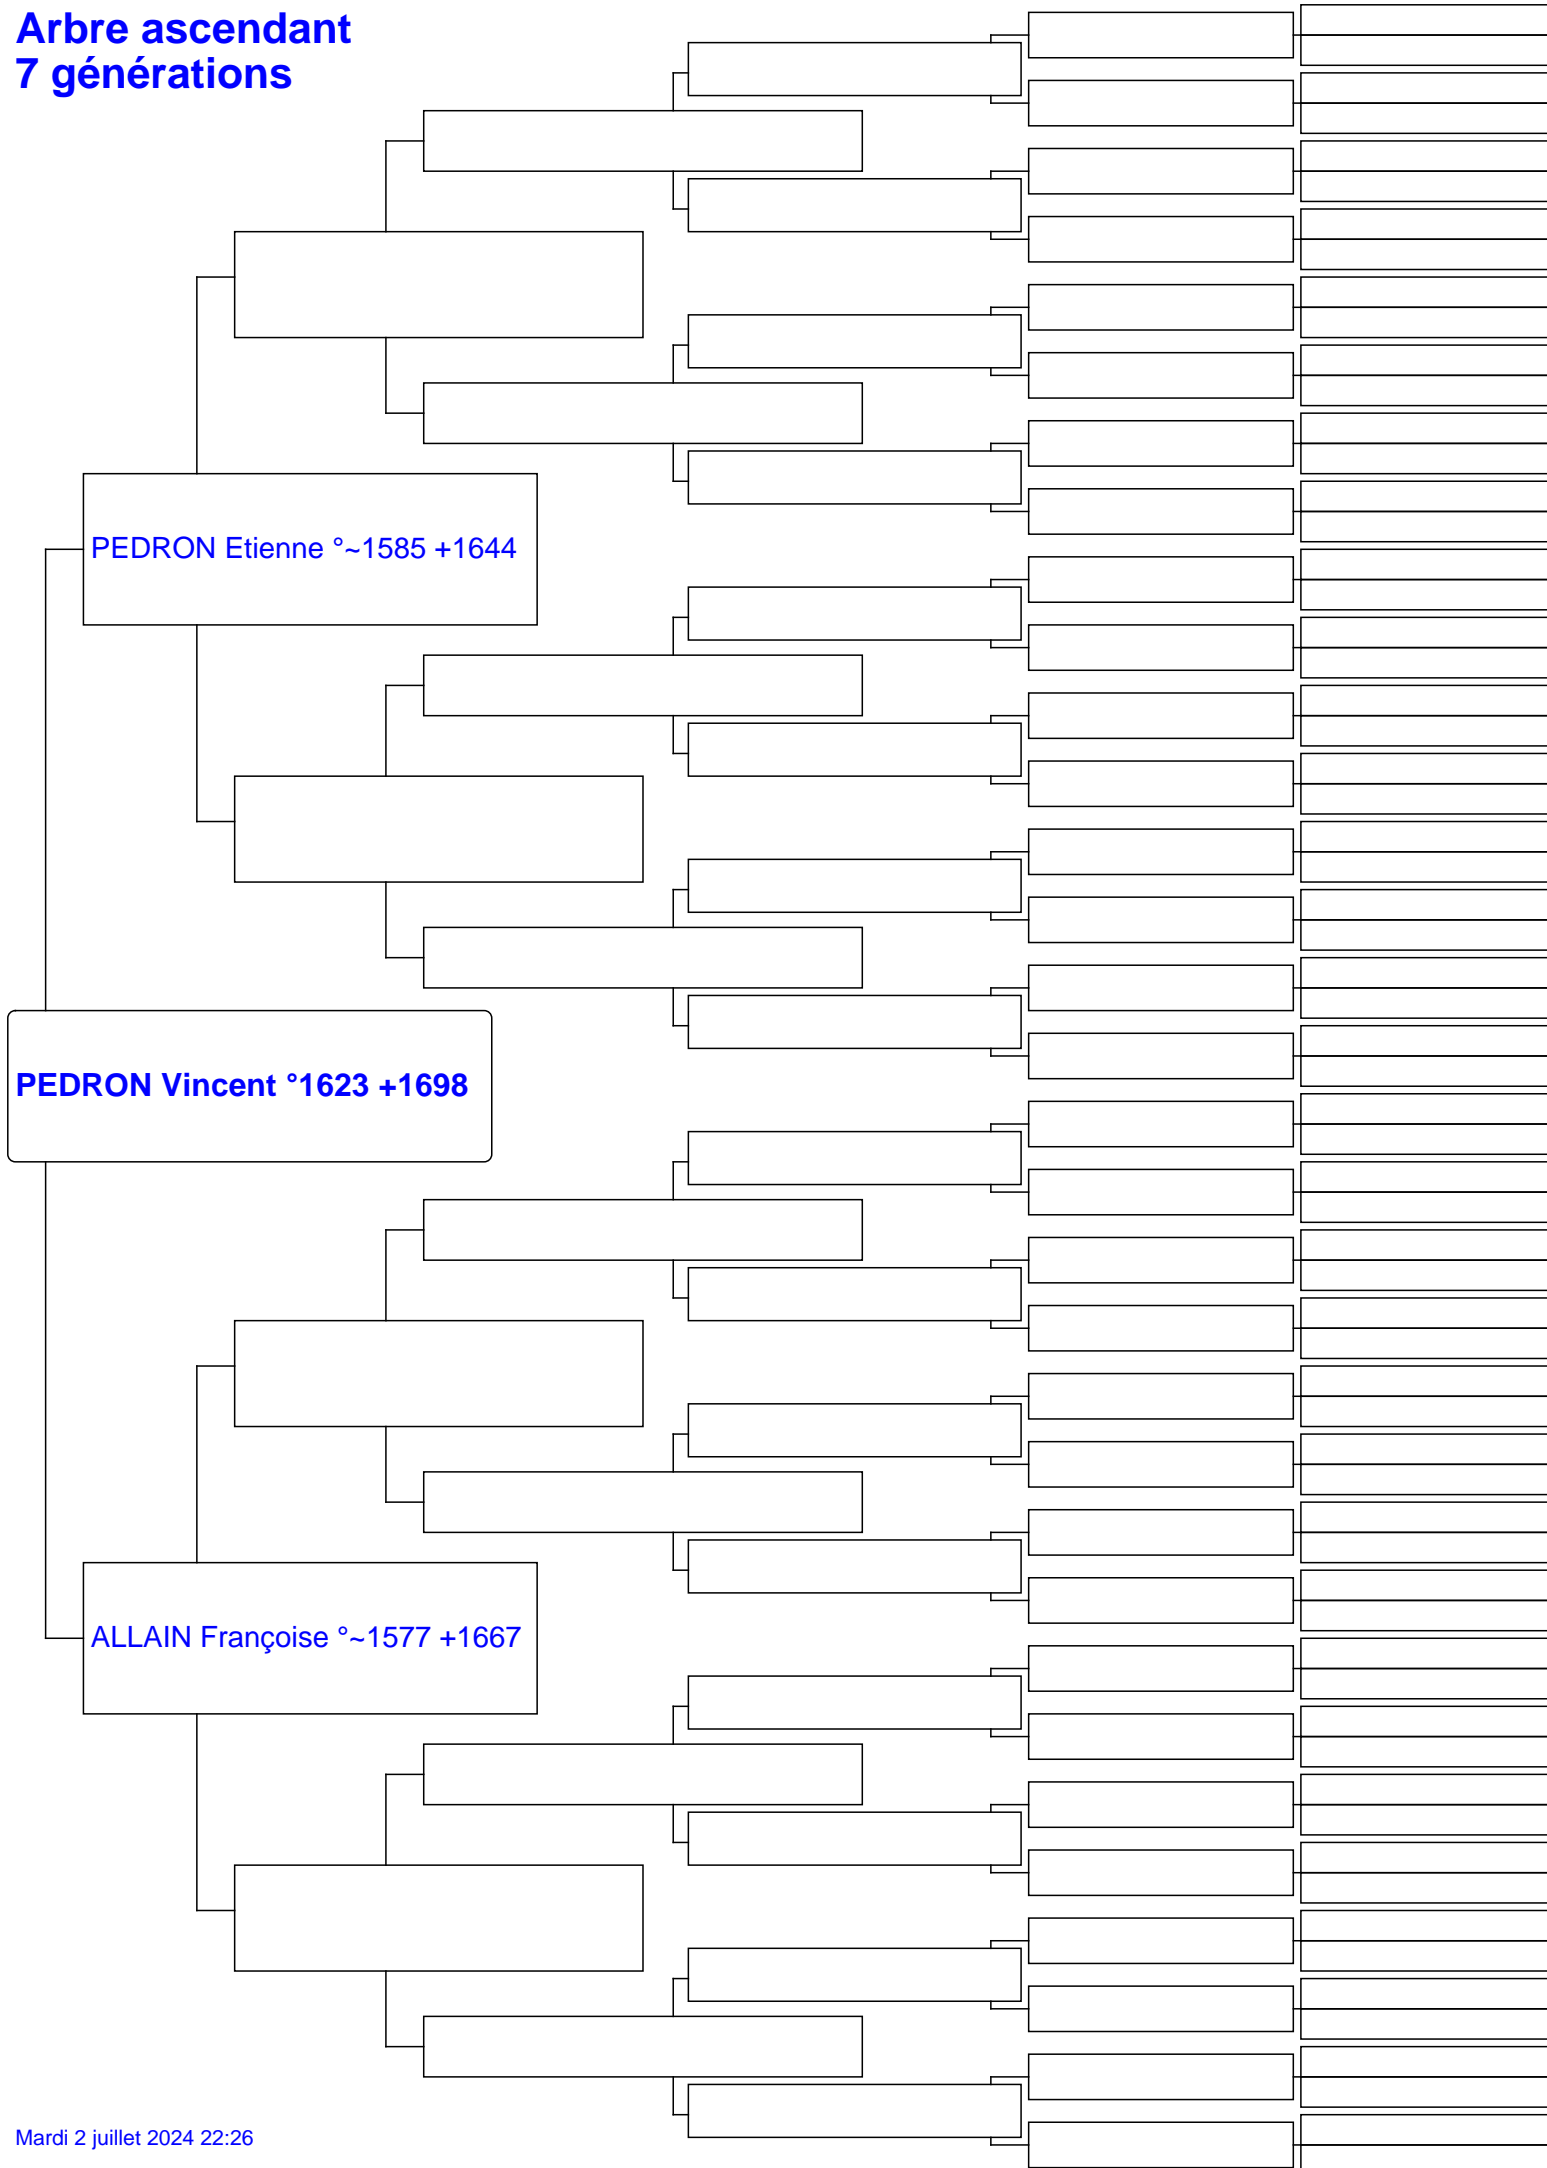 Arbre ascendant
7 générations
PEDRON Etienne °~1585 +1644
PEDRON Vincent °1623 +1698
ALLAIN Françoise °~1577 +1667
Mardi 2 juillet 2024 22:26